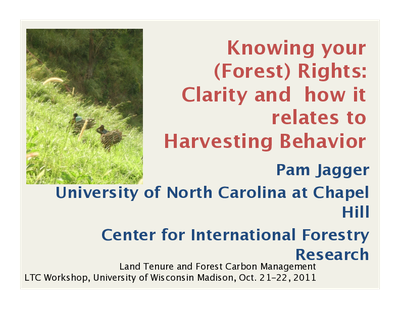 Knowing your
(Forest) Rights:
Clarity and  how it
relates to
Harvesting Behavior
Pam Jagger
University of North Carolina at Chapel
Hill
Center for International Forestry
Research
Land Tenure and Forest Carbon Management
LTC Workshop, University of Wisconsin Madison, Oct. 21-22, 2011